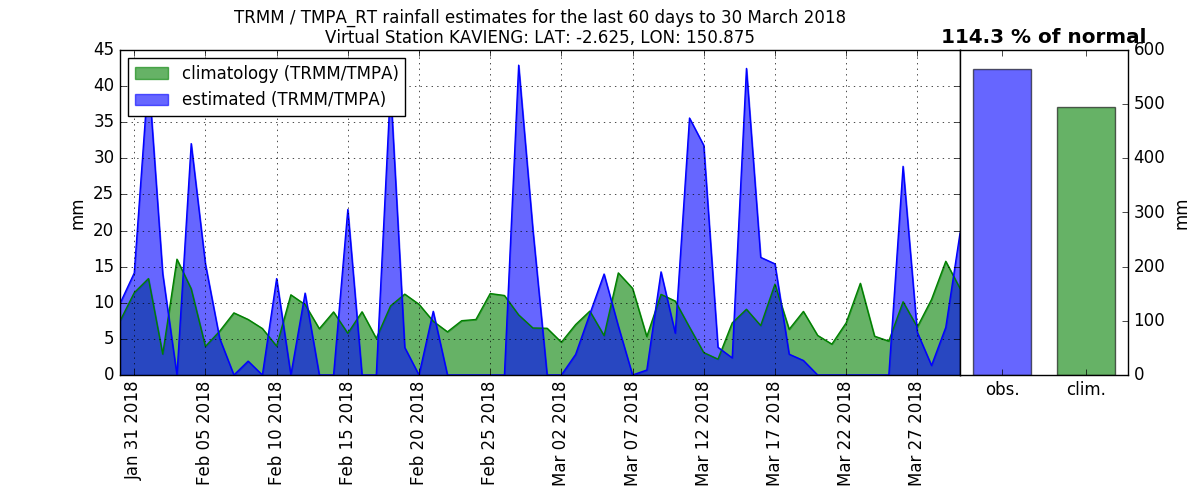 TRMM / TMPA_RT rainfall estimates for the last 60 days to 30 March 2018
Virtual Station KAVIENG: LAT: -2.625, LON: 150.875
114.3 % of normal
climatology (TRMM/TMPA)
estimated (TRMM/TMPA)
45
40
35
30
25
20
15
10
5
0
mm
Jan 31 2018
Feb 05 2018
Feb 10 2018
Feb 15 2018
Feb 20 2018
Feb 25 2018
Mar 02 2018
Mar 07 2018
Mar 12 2018
Mar 17 2018
Mar 22 2018
Mar 27 2018
obs.
clim.
600
500
400
300
200
100
0
mm